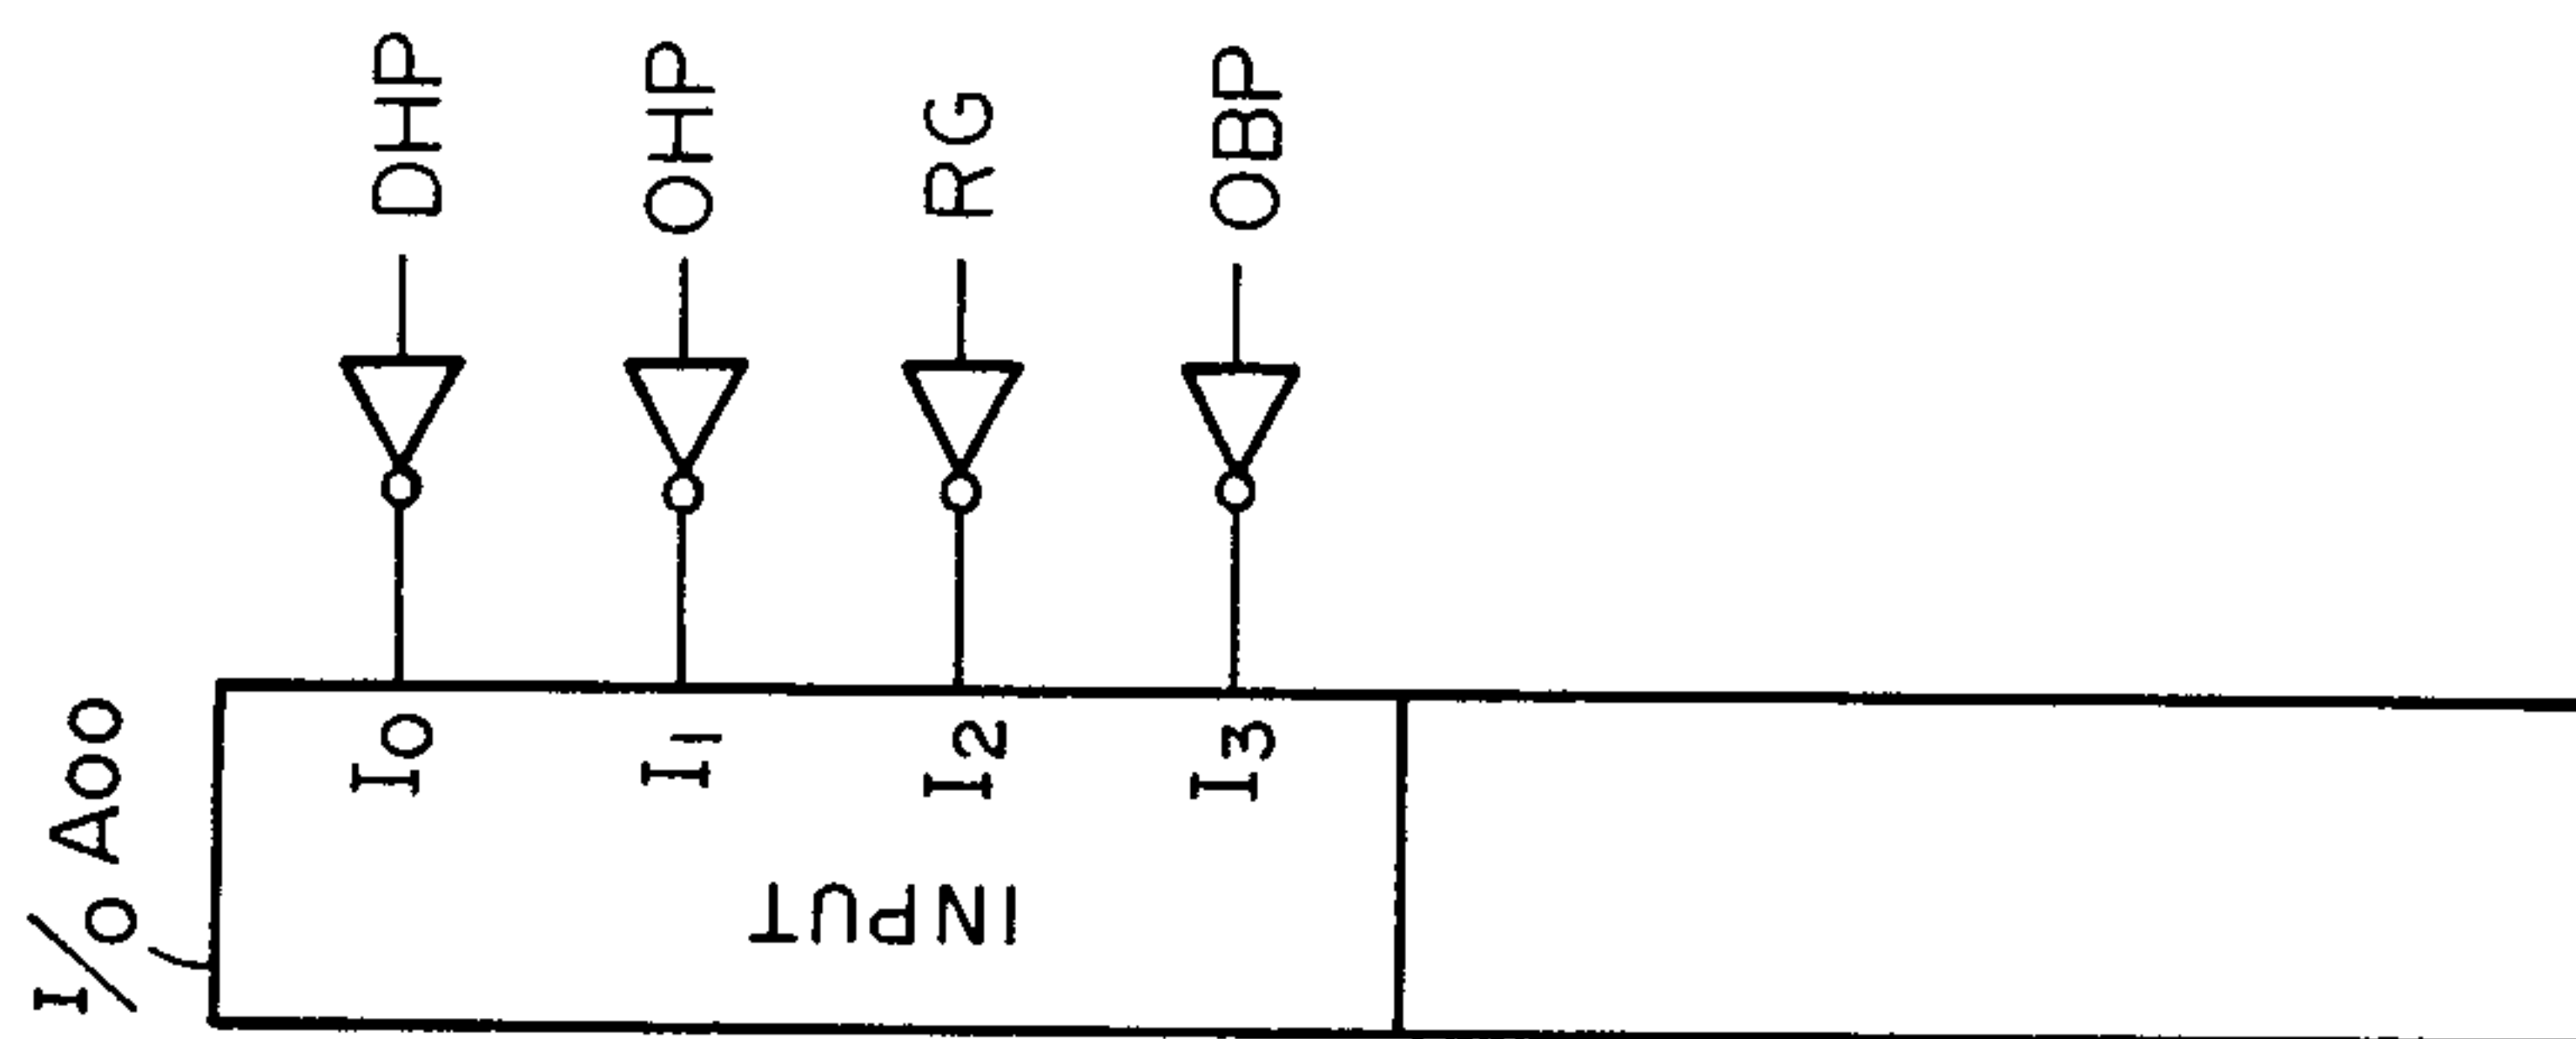 DHP
OHP
RG
OBP
I/O A00
I0
I1
I2
I3
INPUT